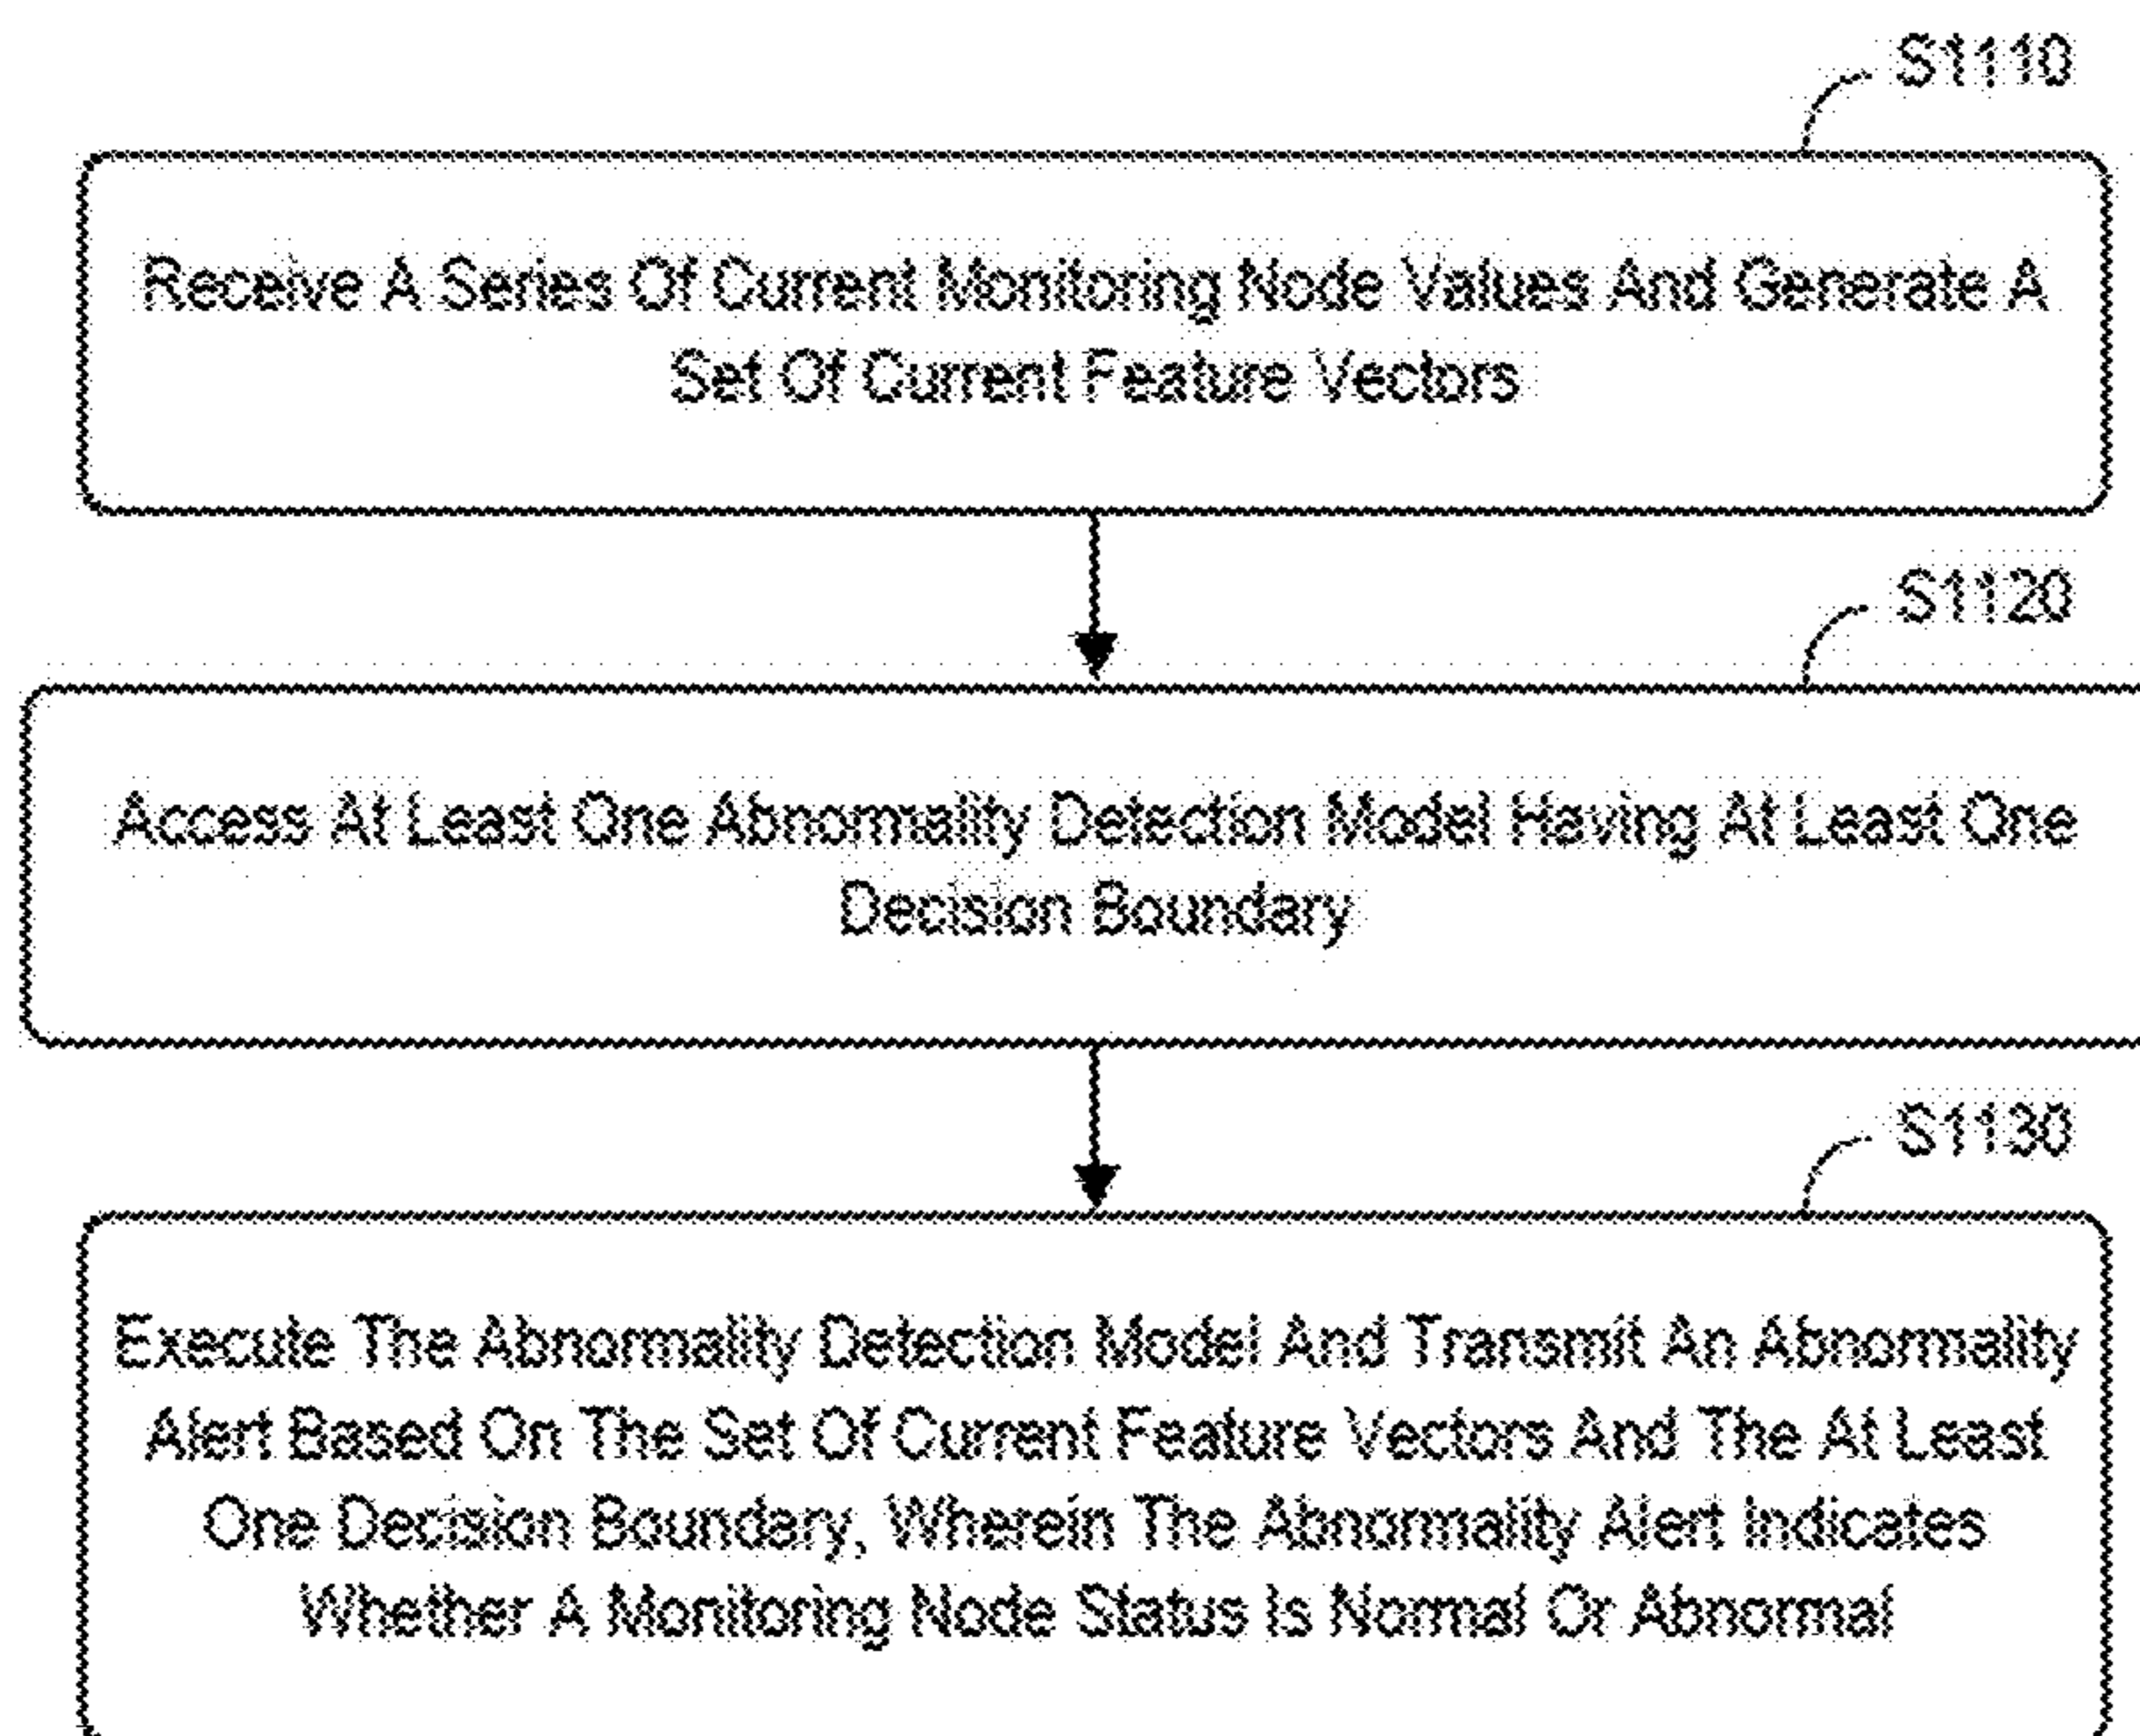 S1110
Receive A Series Of Current Monitoring Node Values And Generate A
Set Of Current Feature Vectors
S1120
Access At Least One Abnormality Detection Model Having At Least One
Decision Boundary
S1130
Execute The Abnormality Detection Model And Transmit An Abnormality
Alert Based On The Set Of Current Feature Vectors And The At Least
One Decision Boundary, Wherein The Abnormality Alert Indicates
Whether A Monitoring Node Status Is Normal Or Abnormal